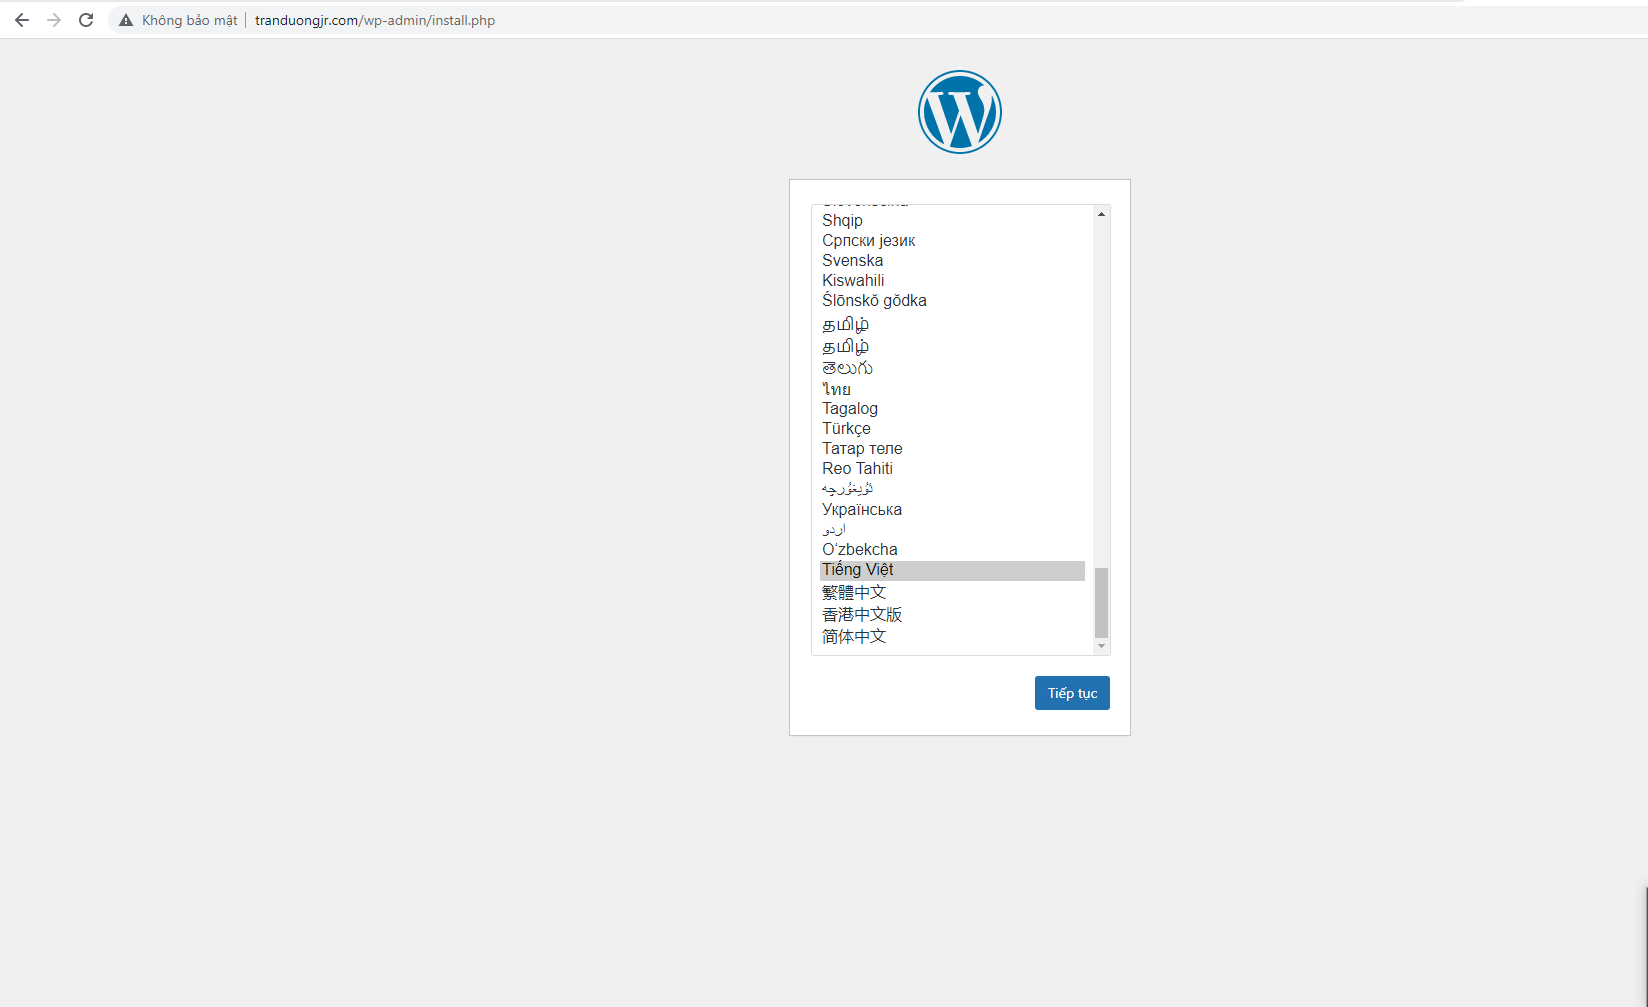 Không bảo mật | tranduongjr.com/wp-admin/install.php
Shqip
Српски језик
Svenska
Kiswahili
Ślōnskŏ gŏdka
தமிழ்
தமிழ்
తెలుగు
ไทย
Tagalog
Türkçe
Татар теле
Reo Tahiti
ئۇيغۇرچە
Українська
اردو
O‘zbekcha
Tiếng Việt
繁體中文
香港中文版
简体中文
Tiếp tục